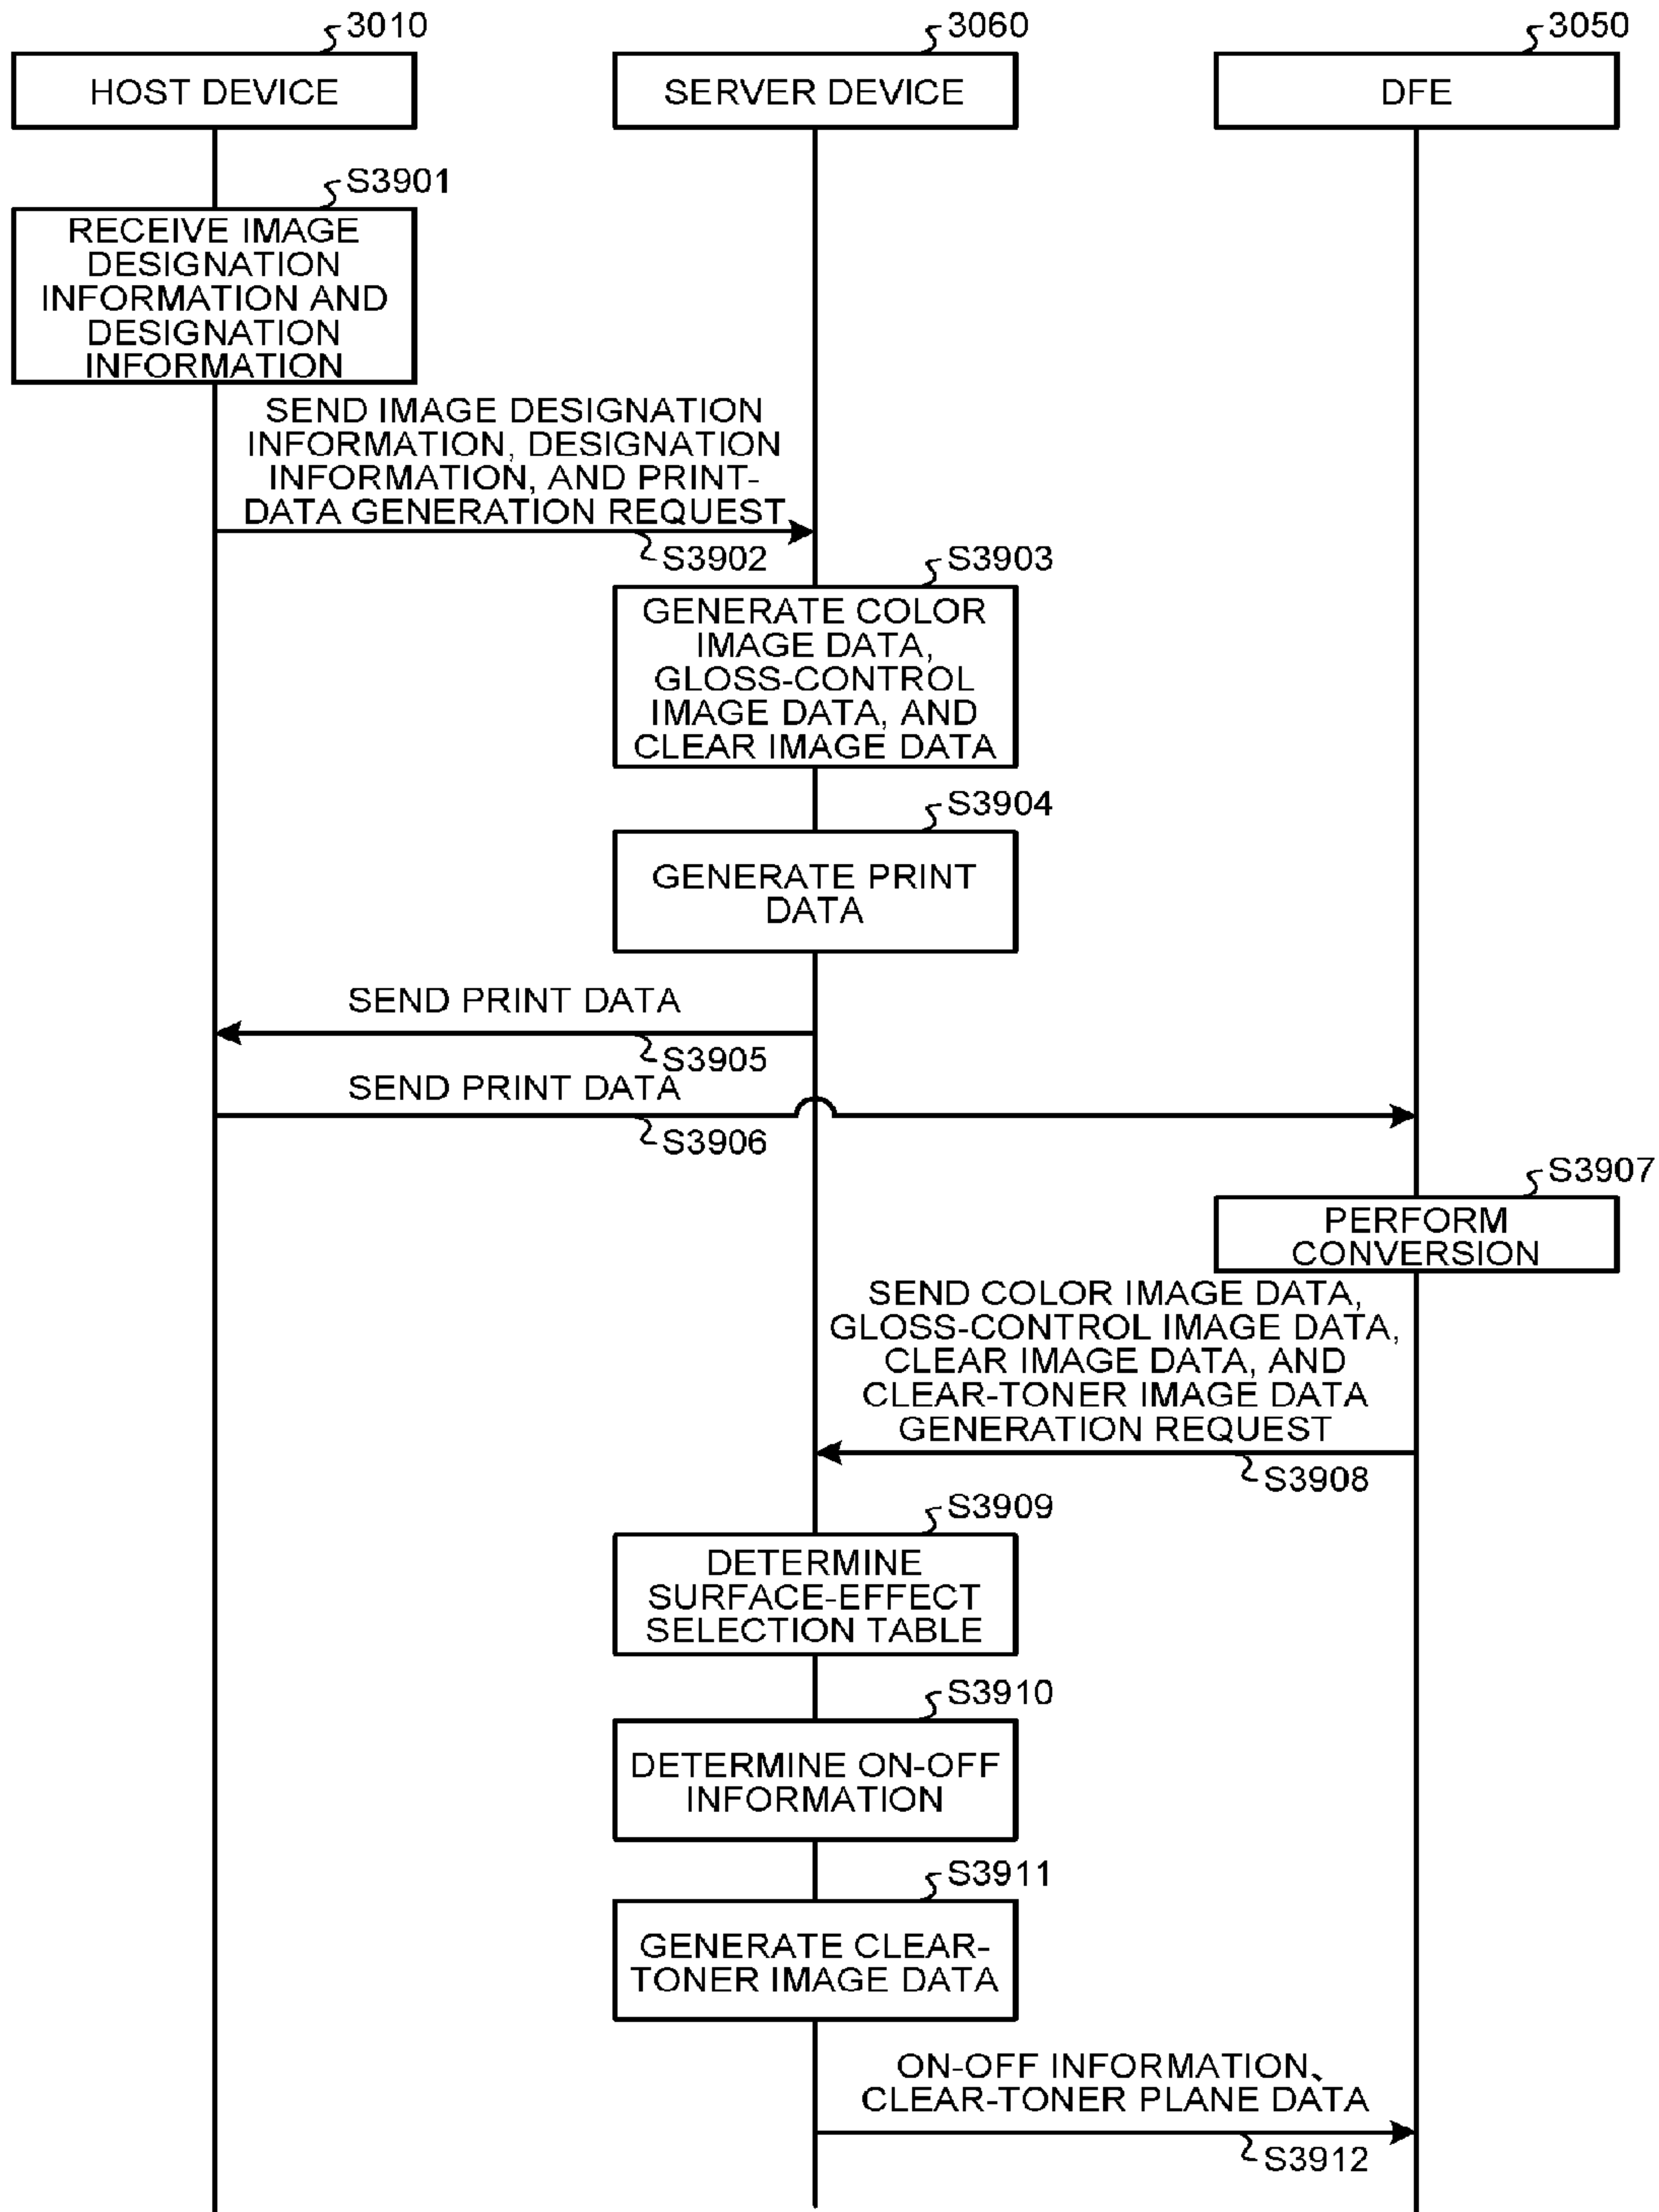 3010
3060
3050
HOST DEVICE
SERVER DEVICE
DFE
S3901
RECEIVE IMAGE
DESIGNATION
INFORMATION AND
DESIGNATION
INFORMATION
SEND IMAGE DESIGNATION
INFORMATION, DESIGNATION
INFORMATION, AND PRINT-
DATA GENERATION REQUEST
S3902
S3903
GENERATE COLOR
IMAGE DATA,
GLOSS-CONTROL
IMAGE DATA, AND
CLEAR IMAGE DATA
S3904
GENERATE PRINT
DATA
SEND PRINT DATA
S3905
SEND PRINT DATA
S3906
S3907
PERFORM
CONVERSION
SEND COLOR IMAGE DATA,
GLOSS-CONTROL IMAGE DATA,
CLEAR IMAGE DATA, AND
CLEAR-TONER IMAGE DATA
GENERATION REQUEST
S3908
S3909
DETERMINE
SURFACE-EFFECT
SELECTION TABLE
S3910
DETERMINE ON-OFF
INFORMATION
S3911
GENERATE CLEAR-
TONER IMAGE DATA
ON-OFF INFORMATION、
CLEAR-TONER PLANE DATA
S3912